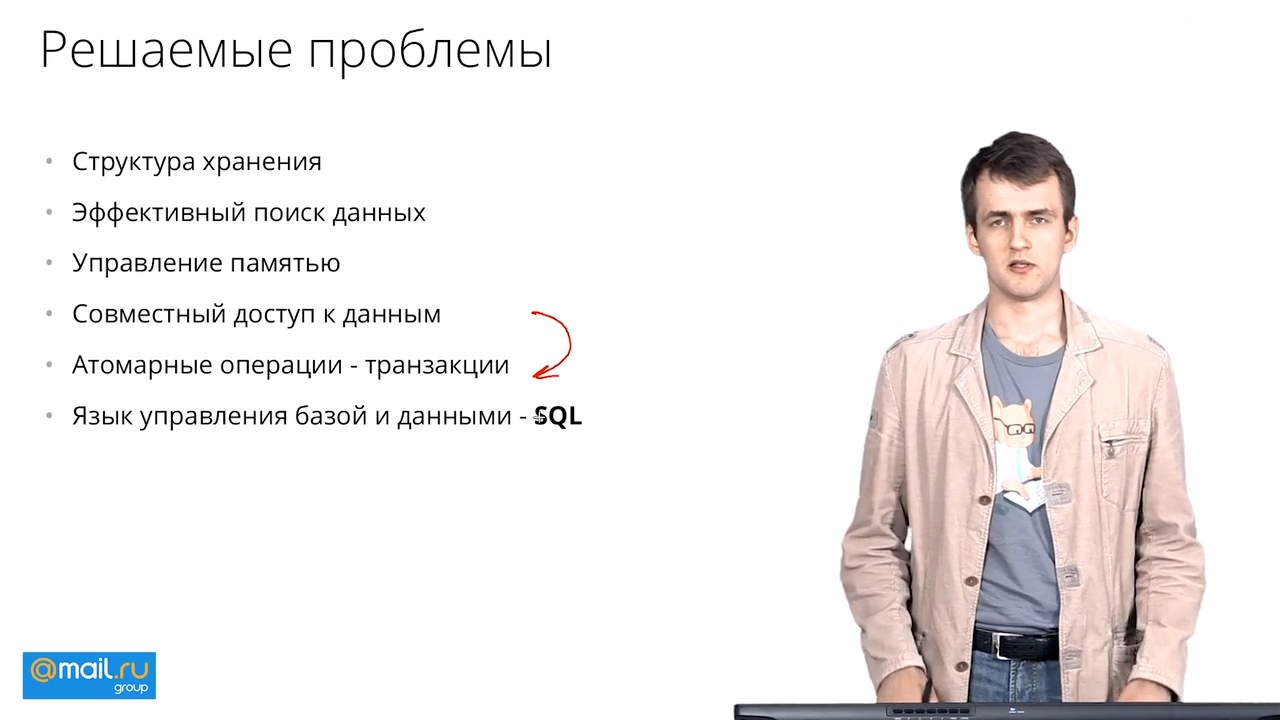 Решаемые проблемы
• Структура хранения
• Эффективный поиск данных
• Управление памятью
• Совместный доступ к данным
• Атомарные операции - транзакции
• Язык управления базой и данными - SQL
@mail.ru
group